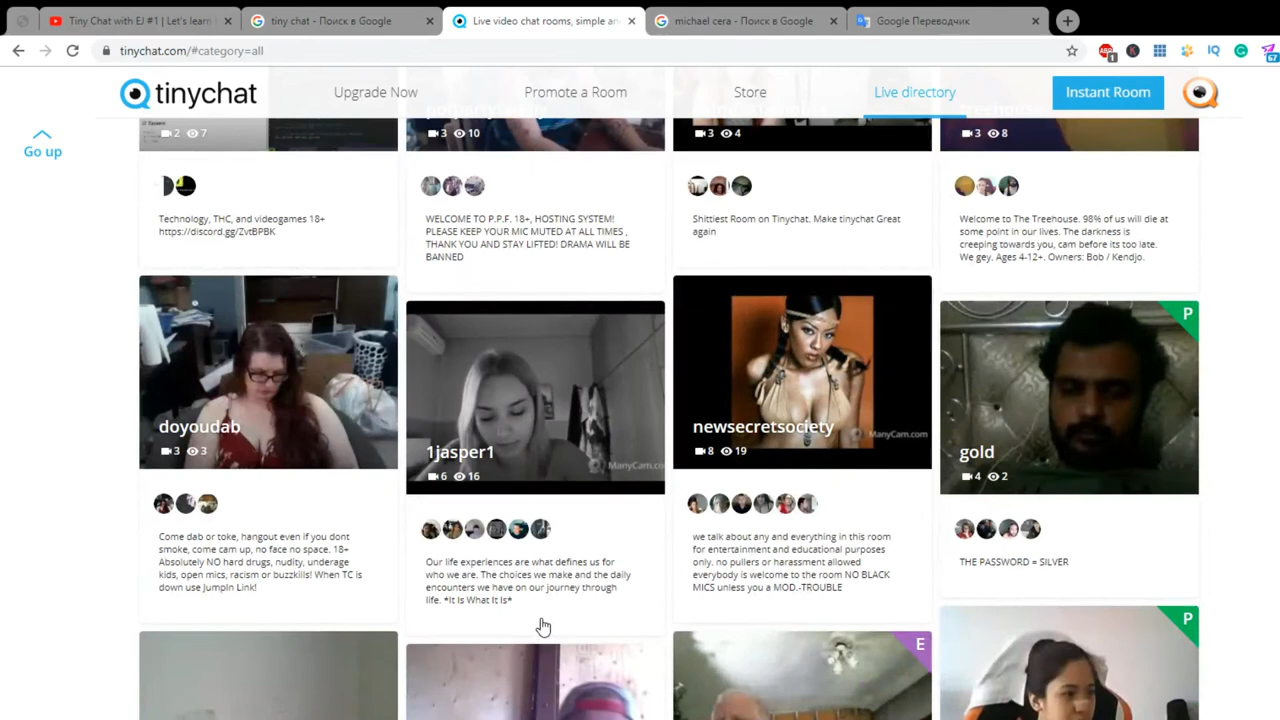 Tiny Chat with EJ #1 | Let's learn
tiny chat - Поиск в Google
Live video chat rooms, simple an
michael cera - Поиск в Google
Google Переводчик
tinychat.com/#category=all
1
IQ
67
tinychat
Upgrade Now
Promote a Room
Store
Live directory
Instant Room
Go up
2 7
3 10
3 4
3 8
Technology, THC, and videogames 18+
https://discord.gg/ZvtBPBK
WELCOME TO P.P.F. 18+, HOSTING SYSTEM!
PLEASE KEEP YOUR MIC MUTED AT ALL TIMES ,
THANK YOU AND STAY LIFTED! DRAMA WILL BE
BANNED
Shittiest Room on Tinychat. Make tinychat Great
again
Welcome to The Treehouse. 98% of us will die at
some point in our lives. The darkness is
creeping towards you, cam before its too late.
We gey. Ages 4-12+. Owners: Bob / Kendjo.
doyoudab
3 3
1jasper1
6 16
ManyCam.co
newsecretsociety
8 19
ManyCam.com
P
gold
4 2
Come dab or toke, hangout even if you dont
smoke, come cam up, no face no space. 18+
Absolutely NO hard drugs, nudity, underage
kids, open mics, racism or buzzkills! When TC is
down use JumpIn Link!
Our life experiences are what defines us for
who we are. The choices we make and the daily
encounters we have on our journey through
life. *It Is What It Is*
we talk about any and everything in this room
for entertainment and educational purposes
only. no pullers or harassment allowed
everybody is welcome to the room NO BLACK
MICS unless you a MOD.-TROUBLE
THE PASSWORD = SILVER
E
P